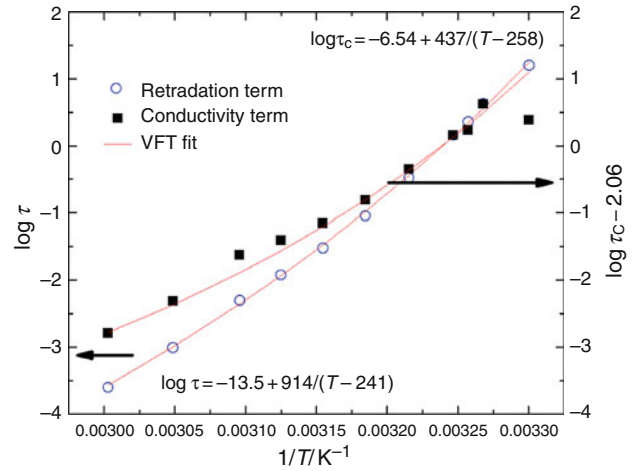 logτC = −6.54 + 437/(T−258)
Retradation term
Conductivity term
VFT fit
log τ = −13.5 + 914/(T−241)
2
1
0
−1
−2
−3
−4
log τ
2
1
0
−1
−2
−3
−4
log τC − 2.06
0.00300 0.00305 0.00310 0.00315 0.00320 0.00325 0.00330
1/T/K−1